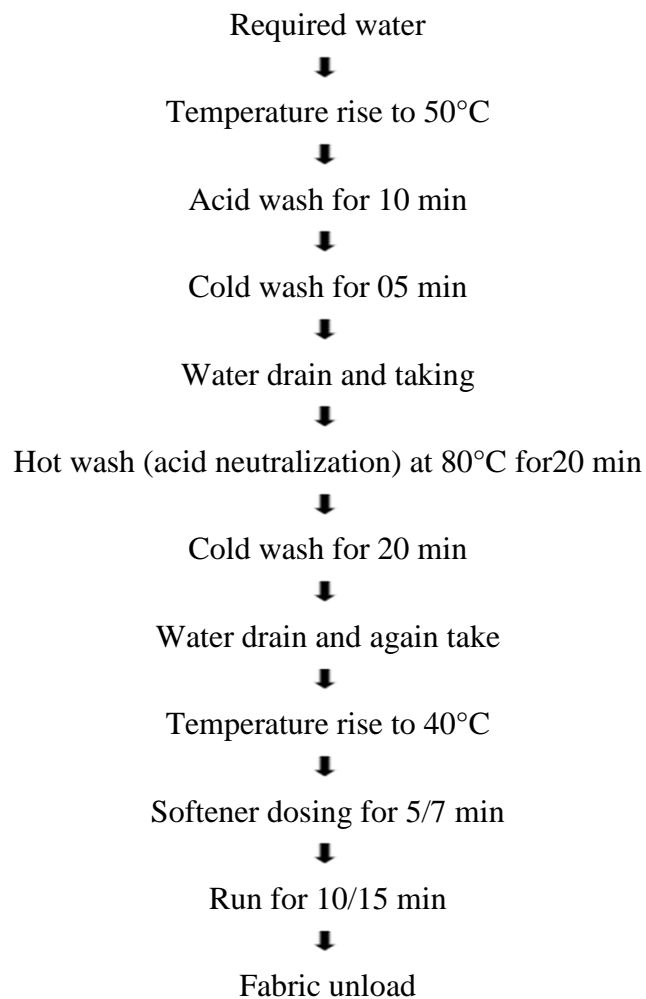 Required water
Temperature rise to 50°C
Acid wash for 10 min
Cold wash for 05 min
Water drain and taking
Hot wash (acid neutralization) at 80°C for20 min
Cold wash for 20 min
Water drain and again take
Temperature rise to 40°C
Softener dosing for 5/7 min
Run for 10/15 min
Fabric unload